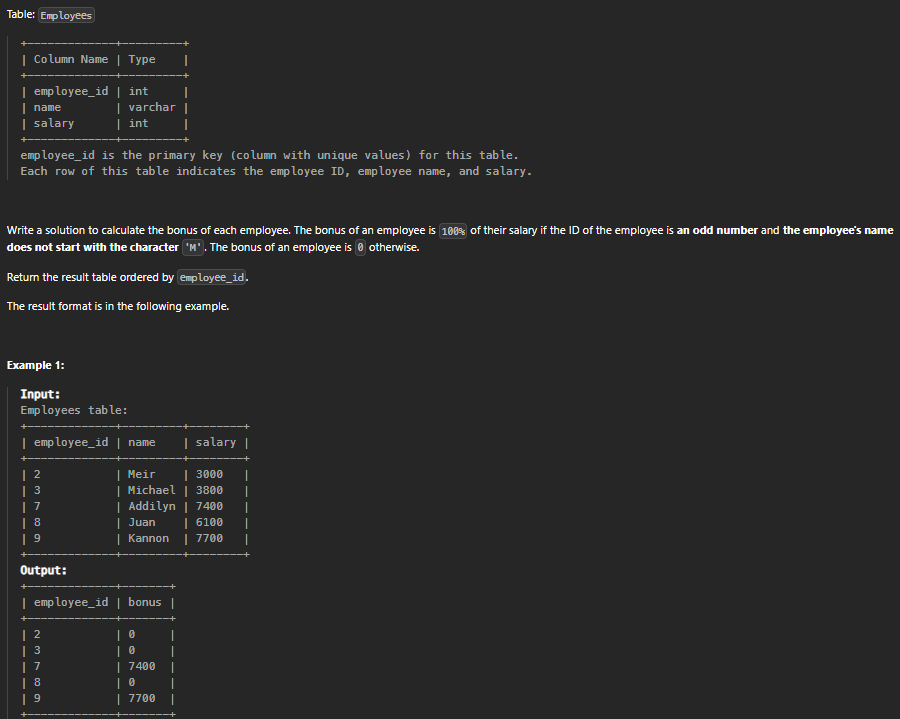 Table: Employees
+-------------+---------+
| Column Name | Type    |
+-------------+---------+
| employee_id | int     |
| name        | varchar |
| salary      | int     |
+-------------+---------+
employee_id is the primary key (column with unique values) for this table.
Each row of this table indicates the employee ID, employee name, and salary.
Write a solution to calculate the bonus of each employee. The bonus of an employee is 100% of their salary if the ID of the employee is an odd number and the employee's name
does not start with the character 'M'. The bonus of an employee is 0 otherwise.
Return the result table ordered by employee_id.
The result format is in the following example.
Example 1:
Input:
Employees table:
+-------------+---------+--------+
| employee_id | name    | salary |
+-------------+---------+--------+
| 2           | Meir    | 3000   |
| 3           | Michael | 3800   |
| 7           | Addilyn | 7400   |
| 8           | Juan    | 6100   |
| 9           | Kannon  | 7700   |
+-------------+---------+--------+
Output:
+-------------+-------+
| employee_id | bonus |
+-------------+-------+
| 2           | 0     |
| 3           | 0     |
| 7           | 7400  |
| 8           | 0     |
| 9           | 7700  |
+-------------+-------+